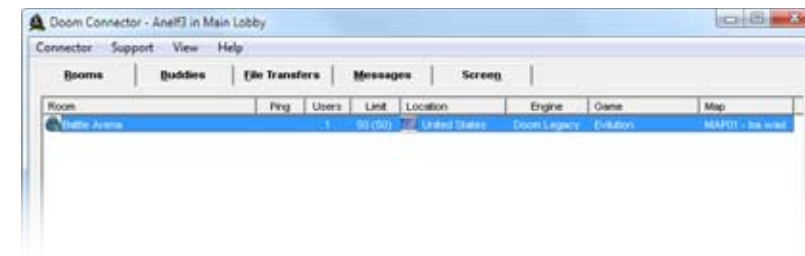 Doom Connector - Anelf3 in Main Lobby
Connector Support View Help
Rooms Buddies File Transfers Messages Screen
Room Ping Users Limit Location Engine Game Map
Battle Arena 1 50 (50) United States Doom Legacy Evilution MAP01 - tra.wad